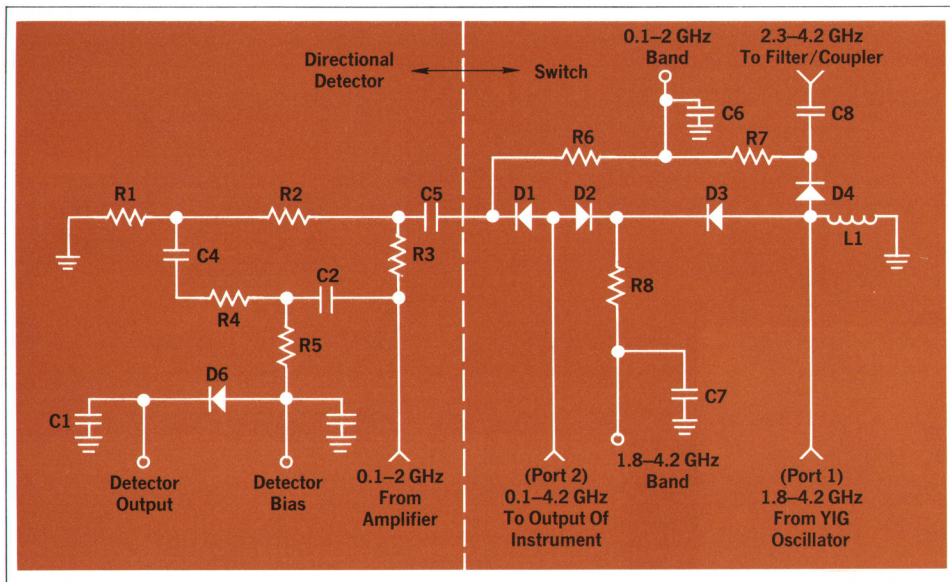 Directional
Detector
Switch
0.1–2 GHz
Band
2.3–4.2 GHz
To Filter/Coupler
C6
C8
R6
R7
R1
R2
C5
D1
D2
D3
D4
L1
C4
R3
C2
R4
R8
R5
D6
C1
C7
Detector
Output
Detector
Bias
0.1–2 GHz
From
Amplifier
(Port 2)
0.1–4.2 GHz
To Output Of
Instrument
1.8–4.2 GHz
Band
(Port 1)
1.8–4.2 GHz
From YIG
Oscillator